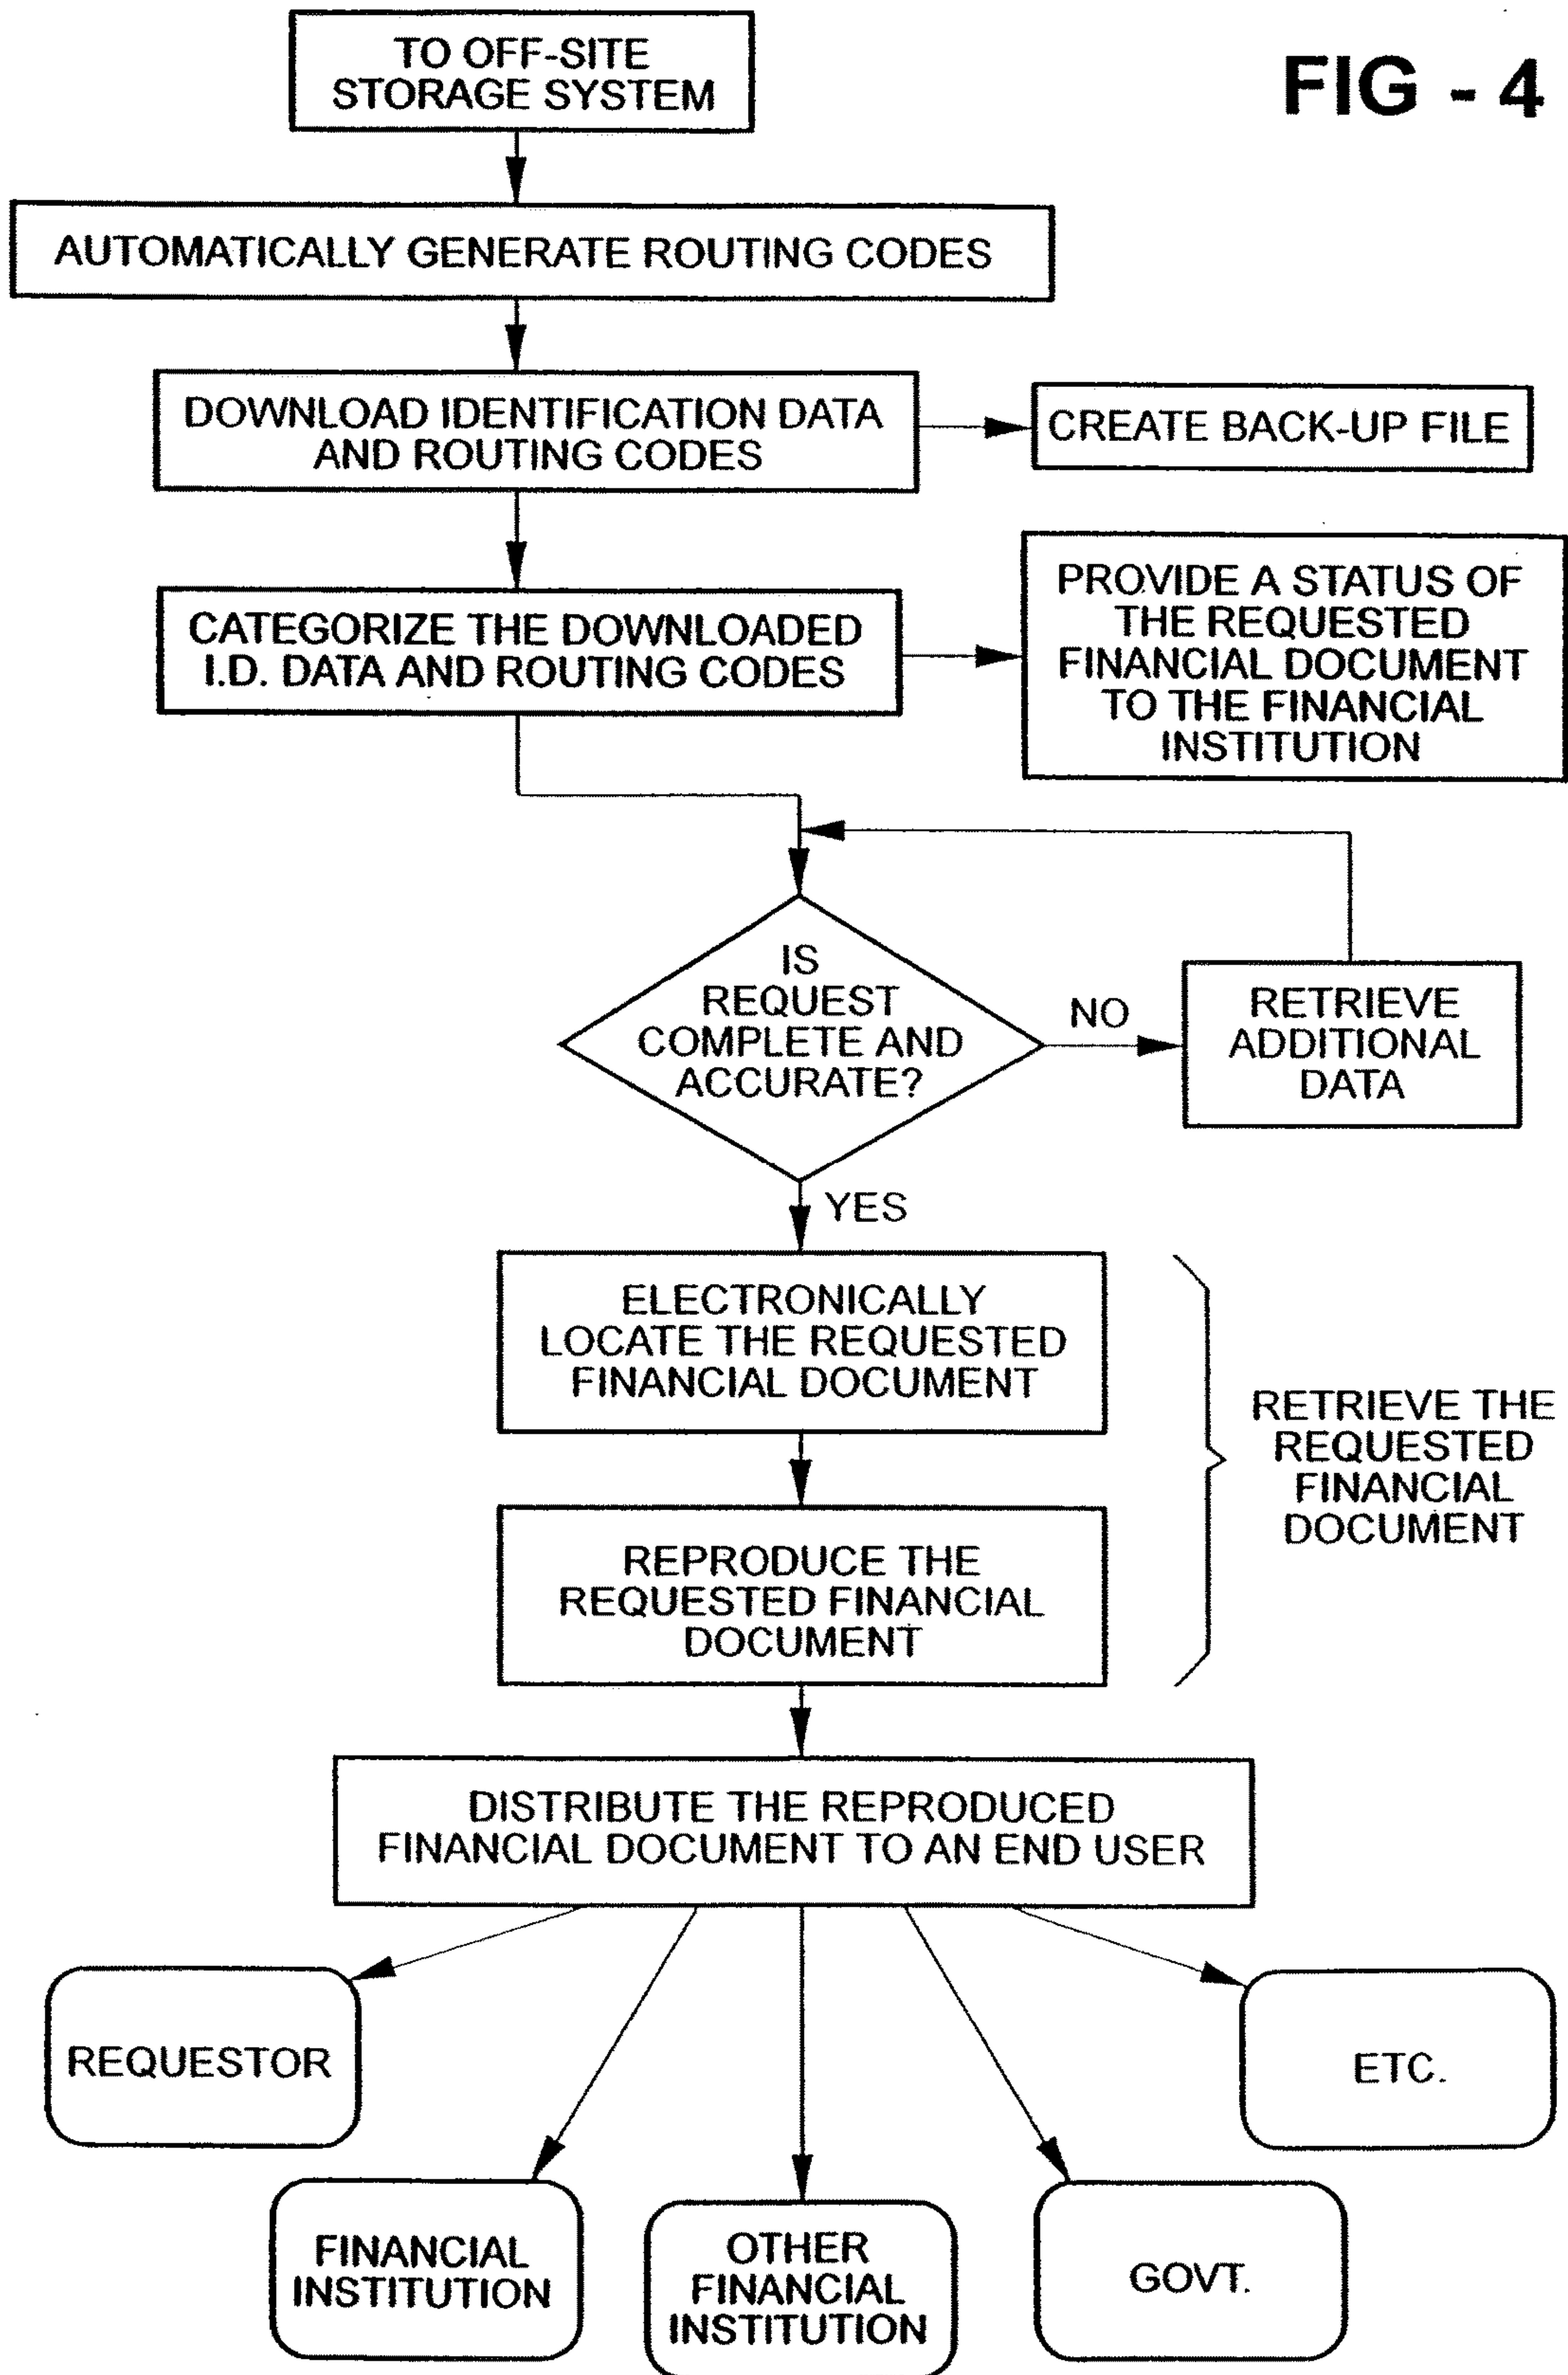 FIG - 4
TO OFF-SITE
STORAGE SYSTEM
AUTOMATICALLY GENERATE ROUTING CODES
DOWNLOAD IDENTIFICATION DATA
AND ROUTING CODES
CREATE BACK-UP FILE
CATEGORIZE THE DOWNLOADED
I.D. DATA AND ROUTING CODES
PROVIDE A STATUS OF
THE REQUESTED
FINANCIAL DOCUMENT
TO THE FINANCIAL
INSTITUTION
IS
REQUEST
COMPLETE AND
ACCURATE?
NO
RETRIEVE
ADDITIONAL
DATA
YES
ELECTRONICALLY
LOCATE THE REQUESTED
FINANCIAL DOCUMENT
REPRODUCE THE
REQUESTED FINANCIAL
DOCUMENT
RETRIEVE THE
REQUESTED
FINANCIAL
DOCUMENT
DISTRIBUTE THE REPRODUCED
FINANCIAL DOCUMENT TO AN END USER
REQUESTOR
FINANCIAL
INSTITUTION
OTHER
FINANCIAL
INSTITUTION
GOVT.
ETC.